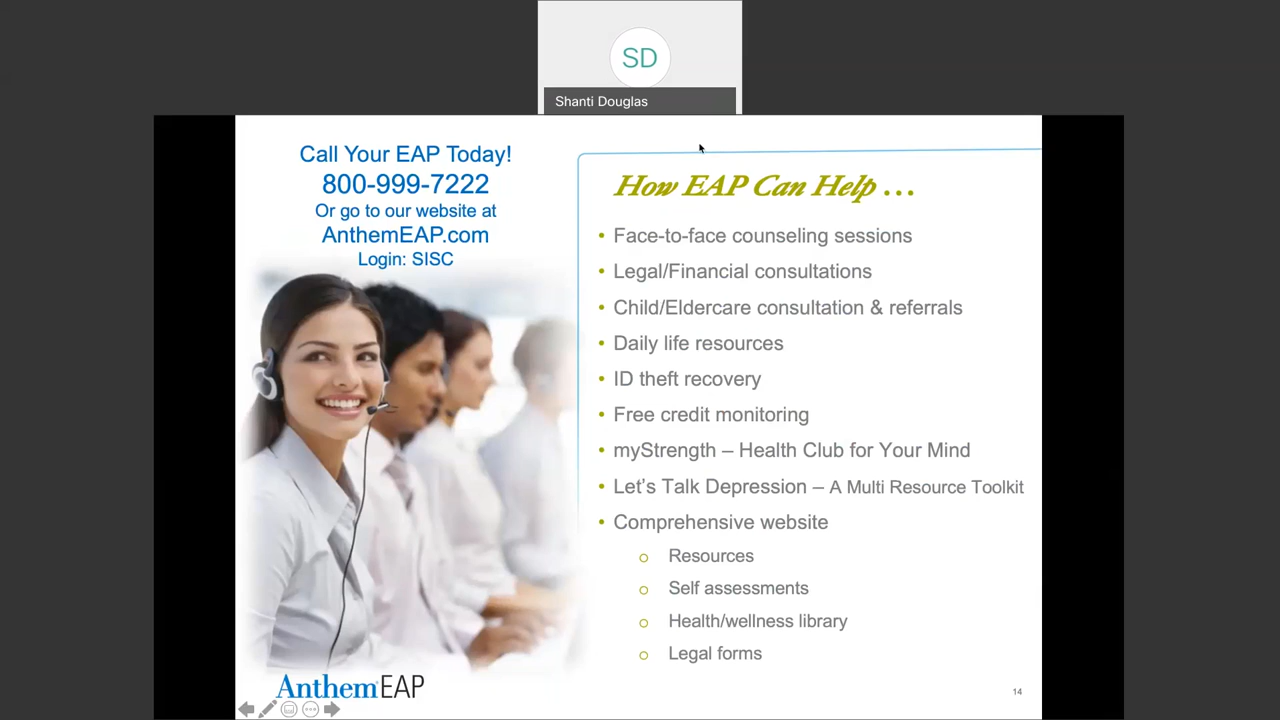 SD
Shanti Douglas
Call Your EAP Today!
800-999-7222
Or go to our website at
AnthemEAP.com
Login: SISC
How EAP Can Help ...
• Face-to-face counseling sessions
• Legal/Financial consultations
• Child/Eldercare consultation & referrals
• Daily life resources
• ID theft recovery
• Free credit monitoring
• myStrength – Health Club for Your Mind
• Let's Talk Depression – A Multi Resource Toolkit
• Comprehensive website
o Resources
o Self assessments
o Health/wellness library
o Legal forms
Anthem EAP
14